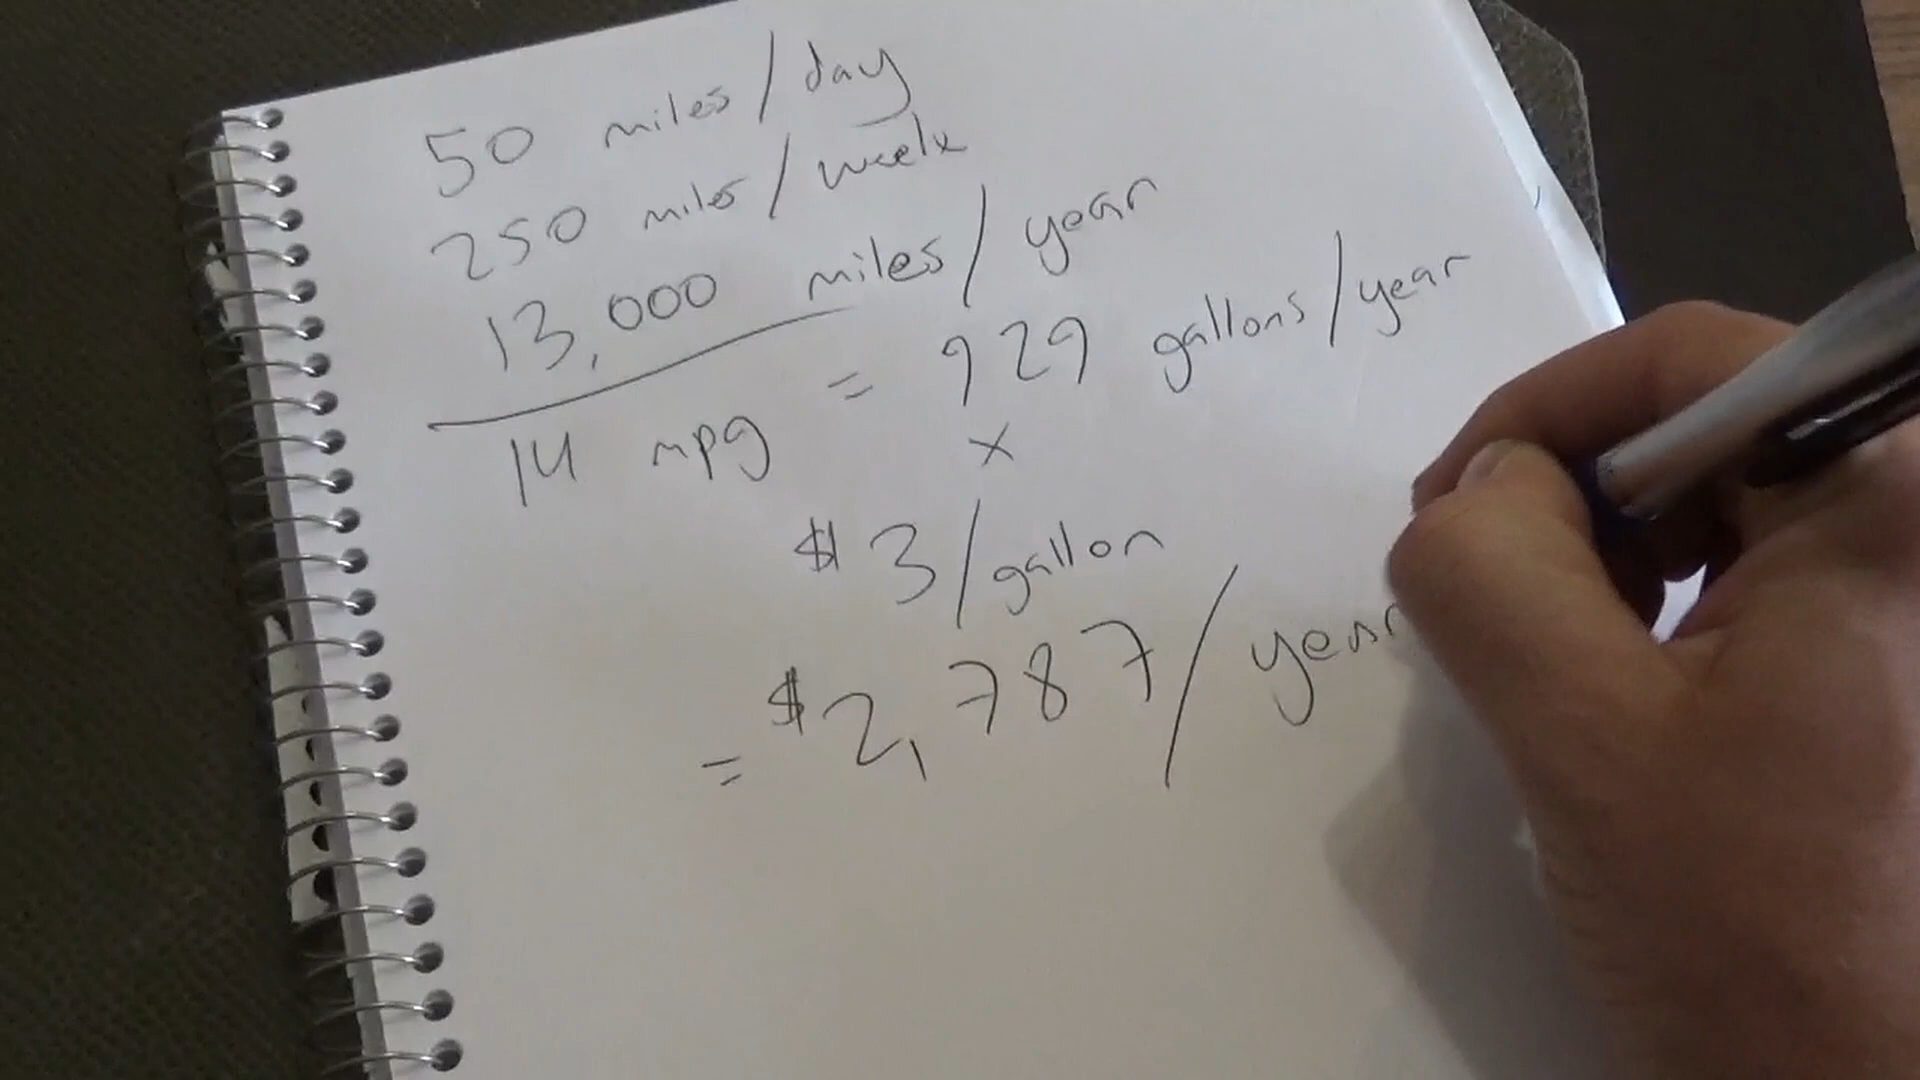 50 miles/day
250 miles/week
13,000 miles/year
14 mpg = 929 gallons/year
x
$3/gallon
= $2,787/year